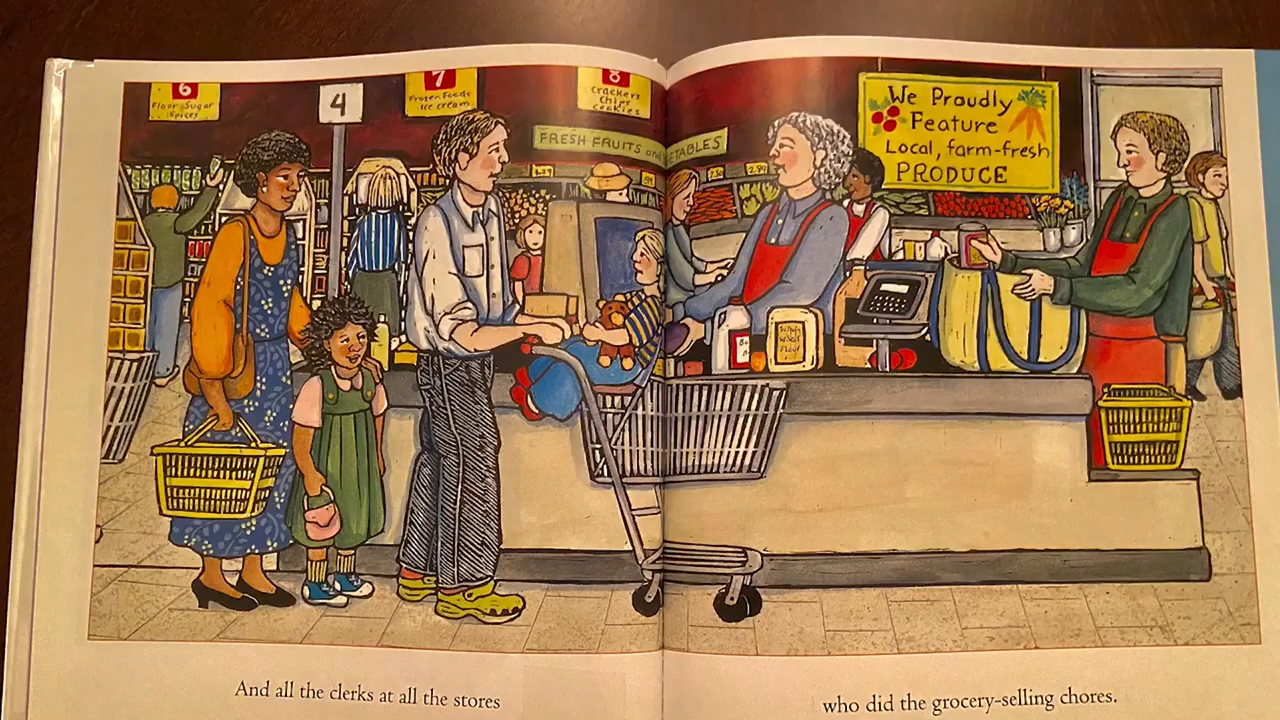 6
Flour Sugar
Spices
4
7
Frozen Foods
Ice cream
8
Crackers
Chips
cookies
FRESH FRUITS and
ETABLES
We Proudly
Feature
Local, farm-fresh
PRODUCE
Flour
And all the clerks at all the stores
who did the grocery-selling chores.